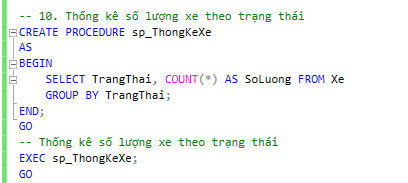 -- 10. Thống kê số lượng xe theo trạng thái
CREATE PROCEDURE sp_ThongKeXe
AS
BEGIN
SELECT TrangThai, COUNT(*) AS SoLuong FROM Xe
GROUP BY TrangThai;
END;
GO
-- Thống kê số lượng xe theo trạng thái
EXEC sp_ThongKeXe;
GO